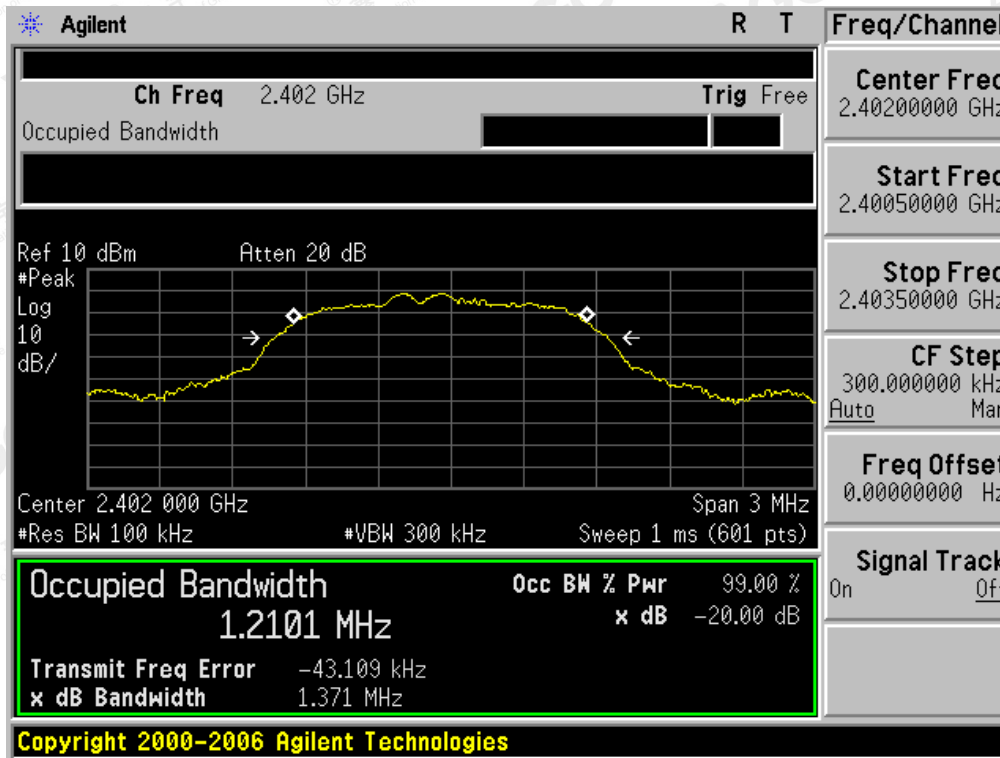 Agilent R T Freq/Channel
Ch Freq 2.402 GHz Trig Free
Occupied Bandwidth
Center Freq
2.40200000 GHz
Start Freq
2.40050000 GHz
Stop Freq
2.40350000 GHz
CF Step
300.000000 kHz
Auto Man
Freq Offset
0.00000000 Hz
Signal Track
On Off
Ref 10 dBm Atten 20 dB
#Peak
Log
10
dB/
Center 2.402 000 GHz Span 3 MHz
#Res BW 100 kHz #VBW 300 kHz Sweep 1 ms (601 pts)
Occupied Bandwidth Occ BW % Pwr 99.00 %
1.2101 MHz x dB -20.00 dB
Transmit Freq Error -43.109 kHz
x dB Bandwidth 1.371 MHz
Copyright 2000-2006 Agilent Technologies